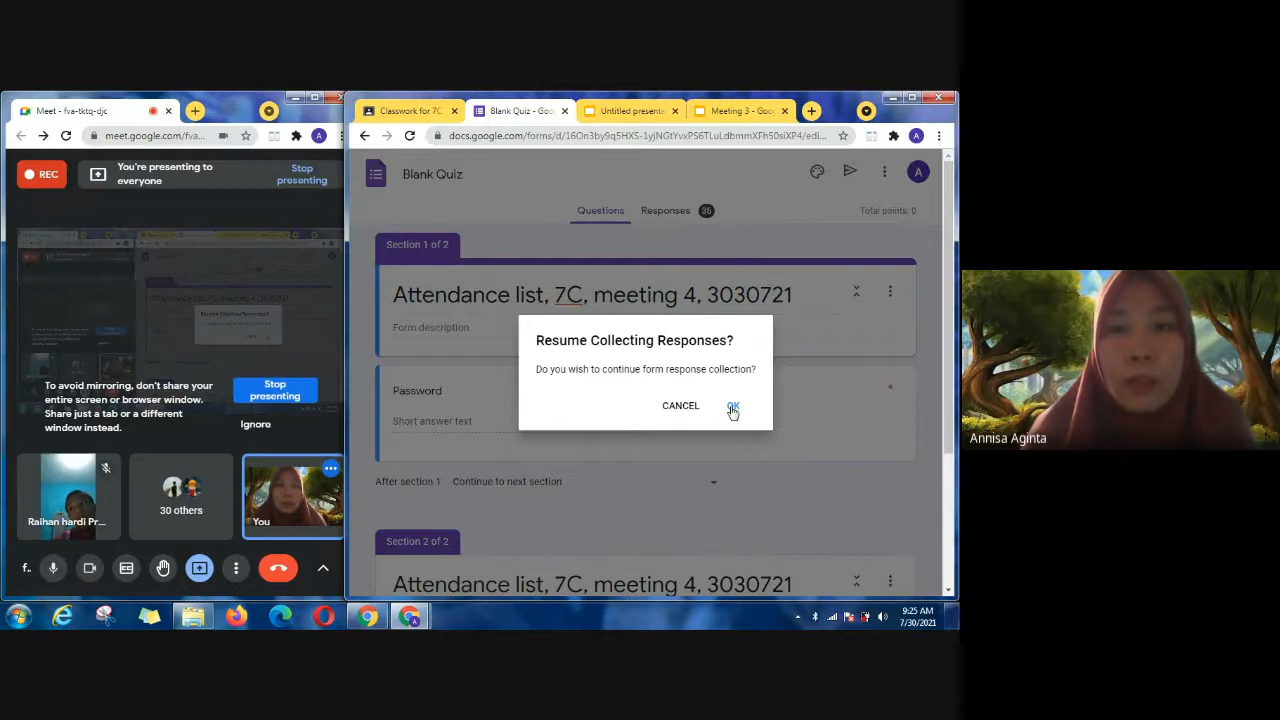 Meet - fva-tktq-djc
meet.google.com/fva...
REC
You're presenting to
everyone
Stop
presenting
To avoid mirroring, don't share your
entire screen or browser window.
Share just a tab or a different
window instead.
Stop
presenting
Ignore
Raihan hardi Pr...
30 others
You
f..
Classwork for 7C
Blank Quiz - Goo
Untitled presenta
Meeting 3 - Goo
docs.google.com/forms/d/16On3by9q5HXS-1yjNGtYvxPS6TLuLdbmmXFh50siXP4/edi...
A
Blank Quiz
A
Questions
Responses
36
Total points: 0
Section 1 of 2
Attendance list, 7C, meeting 4, 3030721
Form description
Resume Collecting Responses?
Do you wish to continue form response collection?
CANCEL
OK
Password
*
Short answer text
After section 1
Continue to next section
Section 2 of 2
Attendance list, 7C, meeting 4, 3030721
9:25 AM
7/30/2021
Annisa Aginta